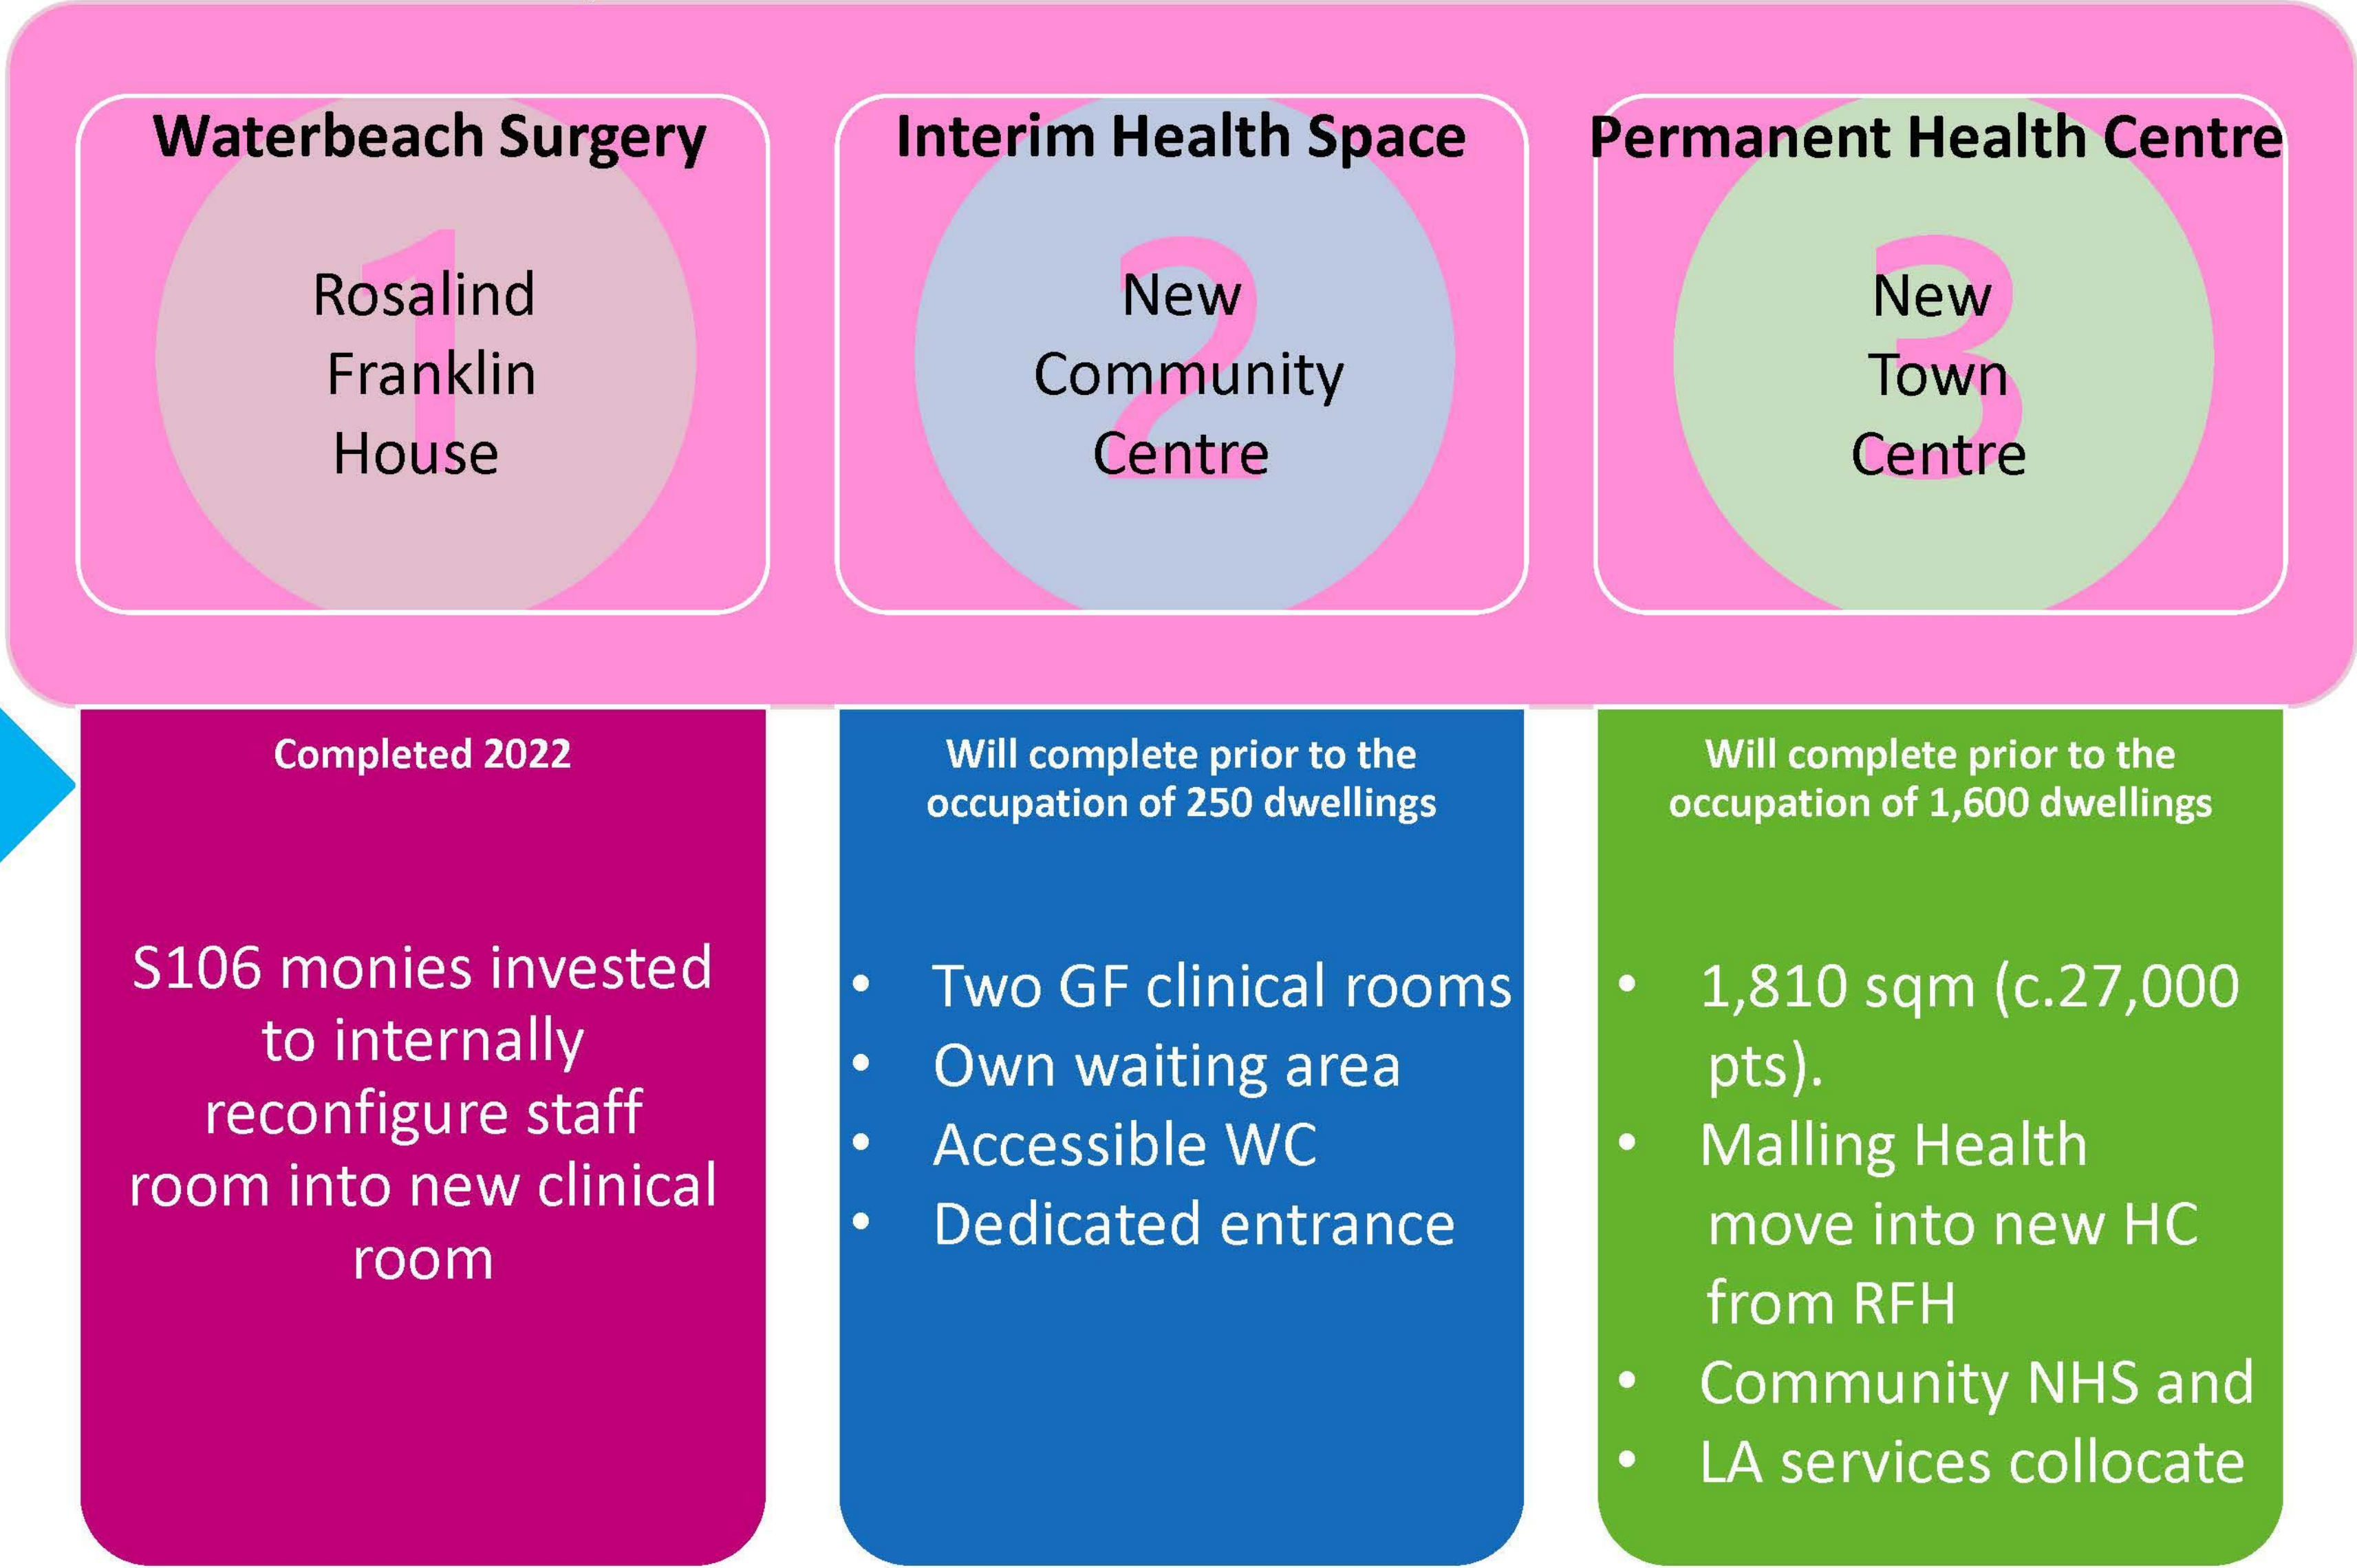 Waterbeach Surgery
1
Rosalind
Franklin
House
Completed 2022
S106 monies invested
to internally
reconfigure staff
room into new clinical
room
Interim Health Space
2
New
Community
Centre
Will complete prior to the
occupation of 250 dwellings
• Two GF clinical rooms
• Own waiting area
• Accessible WC
• Dedicated entrance
Permanent Health Centre
3
New
Town
Centre
Will complete prior to the
occupation of 1,600 dwellings
• 1,810 sqm (c.27,000
pts).
• Malling Health
move into new HC
from RFH
• Community NHS and
• LA services collocate